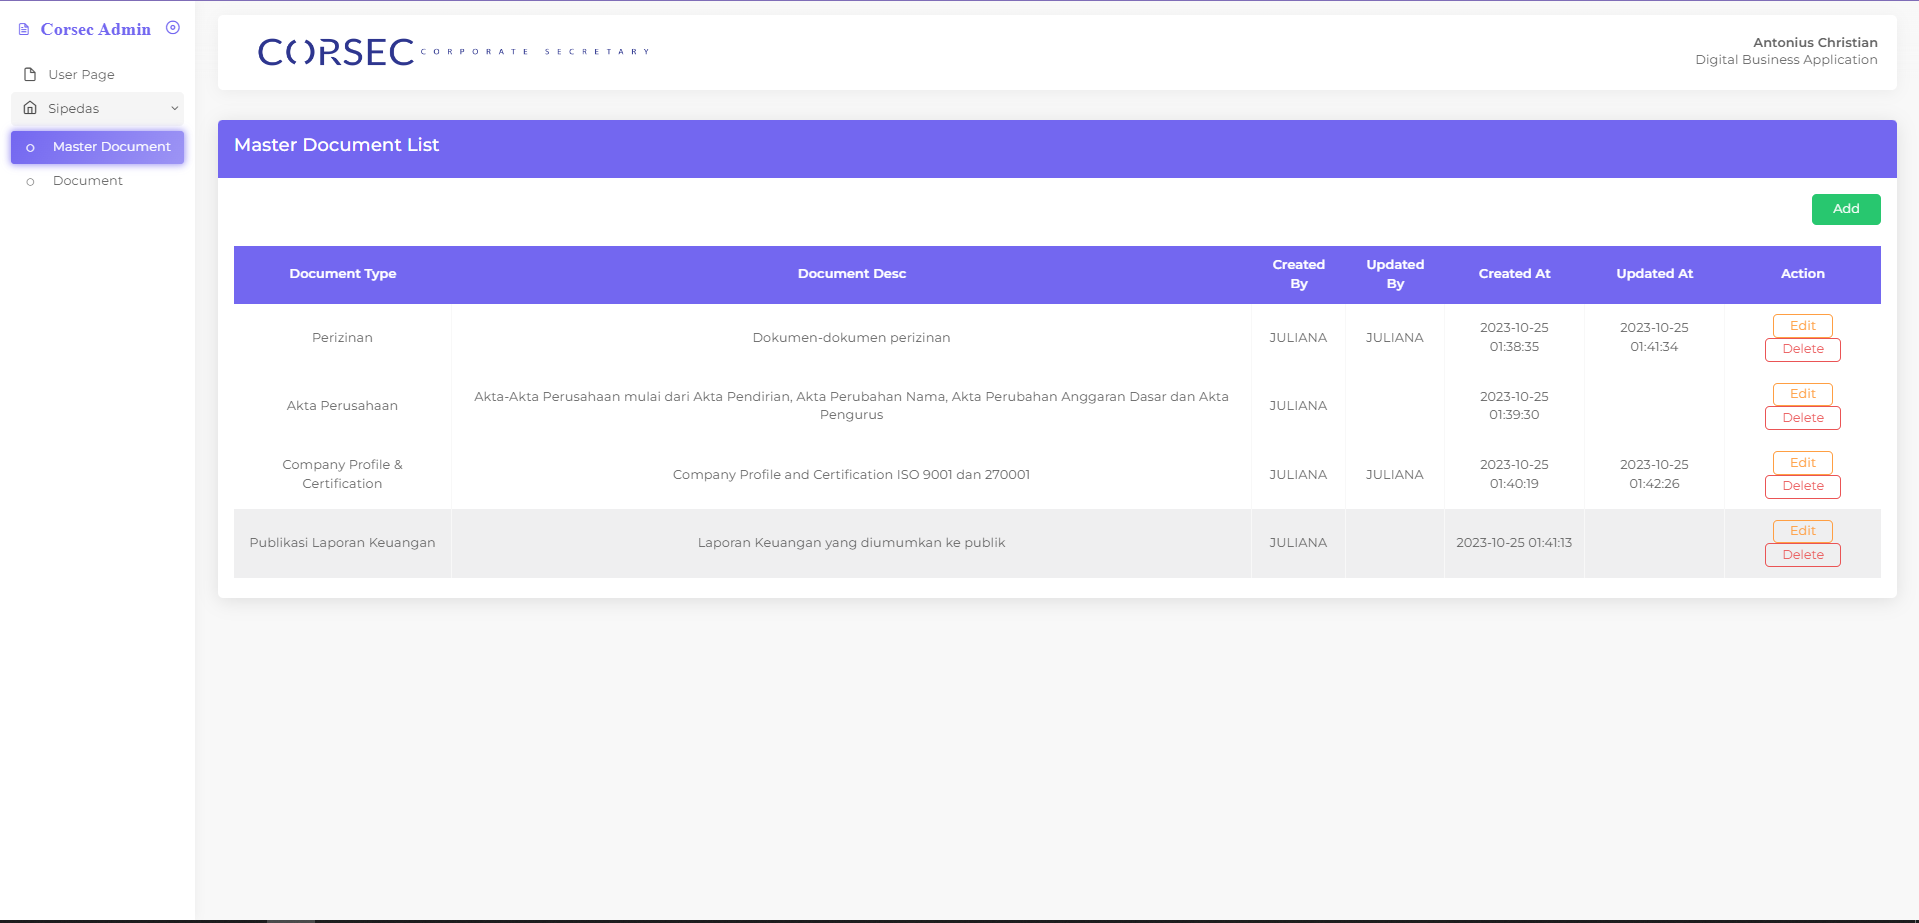 Corsec Admin
User Page
Sipedas
Master Document
Document
CORSEC CORPORATE SECRETARY
Antonius Christian
Digital Business Application
Master Document List
Add
Document Type
Document Desc
Created
By
Updated
By
Created At
Updated At
Action
Perizinan
Dokumen-dokumen perizinan
JULIANA
JULIANA
2023-10-25
01:38:35
2023-10-25
01:41:34
Edit
Delete
Akta Perusahaan
Akta-Akta Perusahaan mulai dari Akta Pendirian, Akta Perubahan Nama, Akta Perubahan Anggaran Dasar dan Akta
Pengurus
JULIANA
2023-10-25
01:39:30
Edit
Delete
Company Profile &
Certification
Company Profile and Certification ISO 9001 dan 270001
JULIANA
JULIANA
2023-10-25
01:40:19
2023-10-25
01:42:26
Edit
Delete
Publikasi Laporan Keuangan
Laporan Keuangan yang diumumkan ke publik
JULIANA
2023-10-25 01:41:13
Edit
Delete